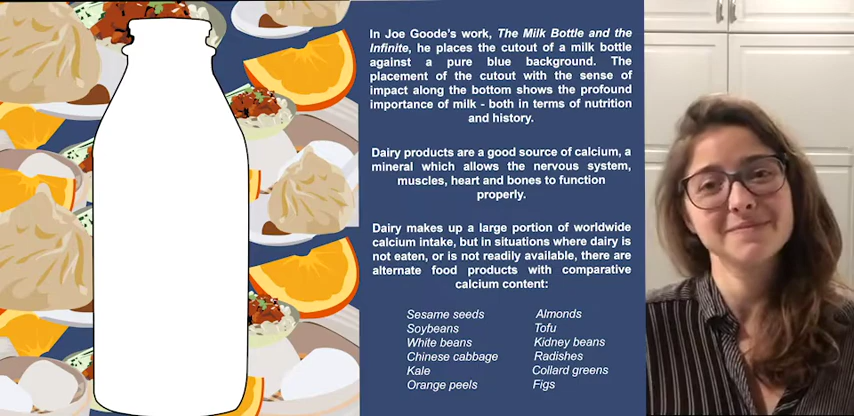 In Joe Goode's work, The Milk Bottle and the
Infinite, he places the cutout of a milk bottle
against a pure blue background. The
placement of the cutout with the sense of
impact along the bottom shows the profound
importance of milk - both in terms of nutrition
and history.
Dairy products are a good source of calcium, a
mineral which allows the nervous system,
muscles, heart and bones to function
properly.
Dairy makes up a large portion of worldwide
calcium intake, but in situations where dairy is
not eaten, or is not readily available, there are
alternate food products with comparative
calcium content:
Sesame seeds
Soybeans
White beans
Chinese cabbage
Kale
Orange peels
Almonds
Tofu
Kidney beans
Radishes
Collard greens
Figs